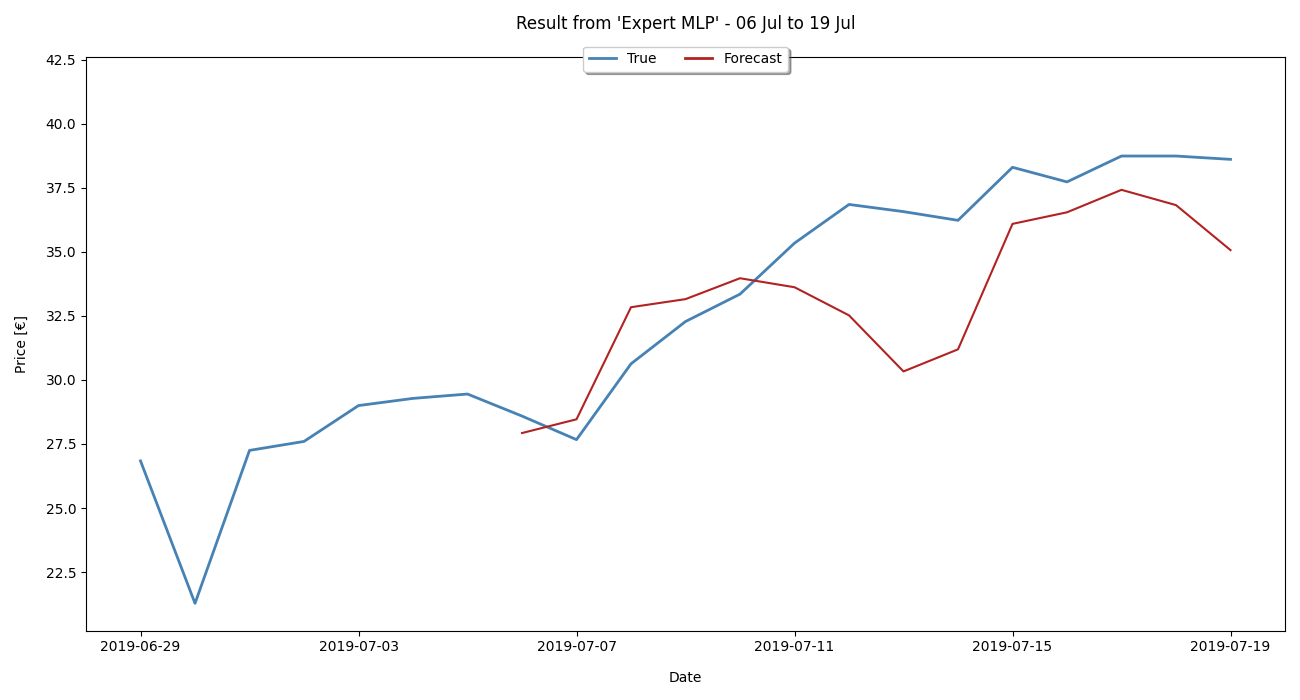 Result from 'Expert MLP' - 06 Jul to 19 Jul
True Forecast
42.5
40.0
37.5
35.0
32.5
30.0
27.5
25.0
22.5
Price [€]
2019-06-29 2019-07-03 2019-07-07 2019-07-11 2019-07-15 2019-07-19
Date